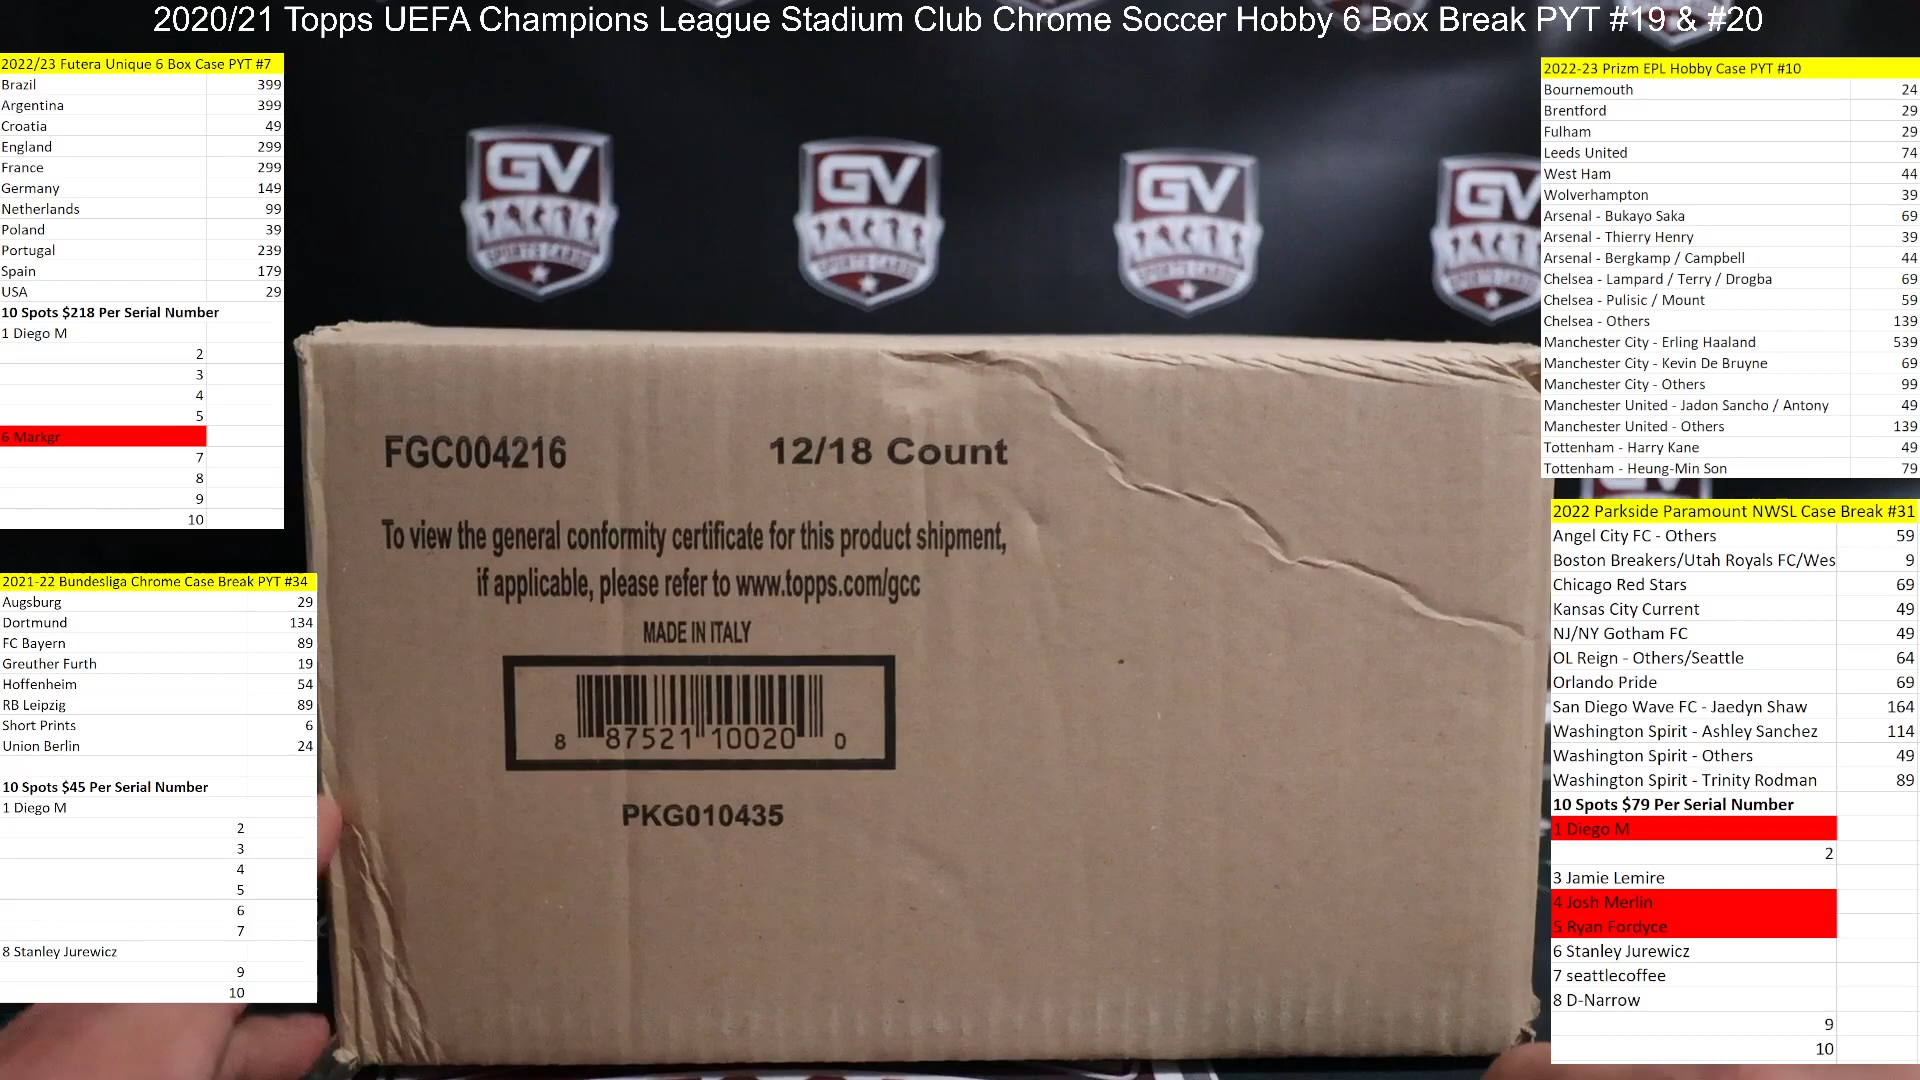 2020/21 Topps UEFA Champions League Stadium Club Chrome Soccer Hobby 6 Box Break PYT #19 & #20
2022/23 Futera Unique 6 Box Case PYT #7
Brazil 399
Argentina 399
Croatia 49
England 299
France 299
Germany 149
Netherlands 99
Poland 39
Portugal 239
Spain 179
USA 29
10 Spots $218 Per Serial Number
1 Diego M
2
3
4
5
6 Markgr
7
8
9
10
2021-22 Bundesliga Chrome Case Break PYT #34
Augsburg 29
Dortmund 134
FC Bayern 89
Greuther Furth 19
Hoffenheim 54
RB Leipzig 89
Short Prints 6
Union Berlin 24
10 Spots $45 Per Serial Number
1 Diego M
2
3
4
5
6
7
8 Stanley Jurewicz
9
10
GV
SPORTS CARDS
GV
SPORTS CARDS
GV
SPORTS CARDS
GV
FGC004216 12/18 Count
To view the general conformity certificate for this product shipment,
if applicable, please refer to www.topps.com/gcc
MADE IN ITALY
8 87521 10020 0
PKG010435
2022-23 Prizm EPL Hobby Case PYT #10
Bournemouth 24
Brentford 29
Fulham 29
Leeds United 74
West Ham 44
Wolverhampton 39
Arsenal - Bukayo Saka 69
Arsenal - Thierry Henry 39
Arsenal - Bergkamp / Campbell 44
Chelsea - Lampard / Terry / Drogba 69
Chelsea - Pulisic / Mount 59
Chelsea - Others 139
Manchester City - Erling Haaland 539
Manchester City - Kevin De Bruyne 69
Manchester City - Others 99
Manchester United - Jadon Sancho / Antony 49
Manchester United - Others 139
Tottenham - Harry Kane 49
Tottenham - Heung-Min Son 79
2022 Parkside Paramount NWSL Case Break #31
Angel City FC - Others 59
Boston Breakers/Utah Royals FC/Wes 9
Chicago Red Stars 69
Kansas City Current 49
NJ/NY Gotham FC 49
OL Reign - Others/Seattle 64
Orlando Pride 69
San Diego Wave FC - Jaedyn Shaw 164
Washington Spirit - Ashley Sanchez 114
Washington Spirit - Others 49
Washington Spirit - Trinity Rodman 89
10 Spots $79 Per Serial Number
1 Diego M
2
3 Jamie Lemire
4 Josh Merlin
5 Ryan Fordyce
6 Stanley Jurewicz
7 seattlecoffee
8 D-Narrow
9
10